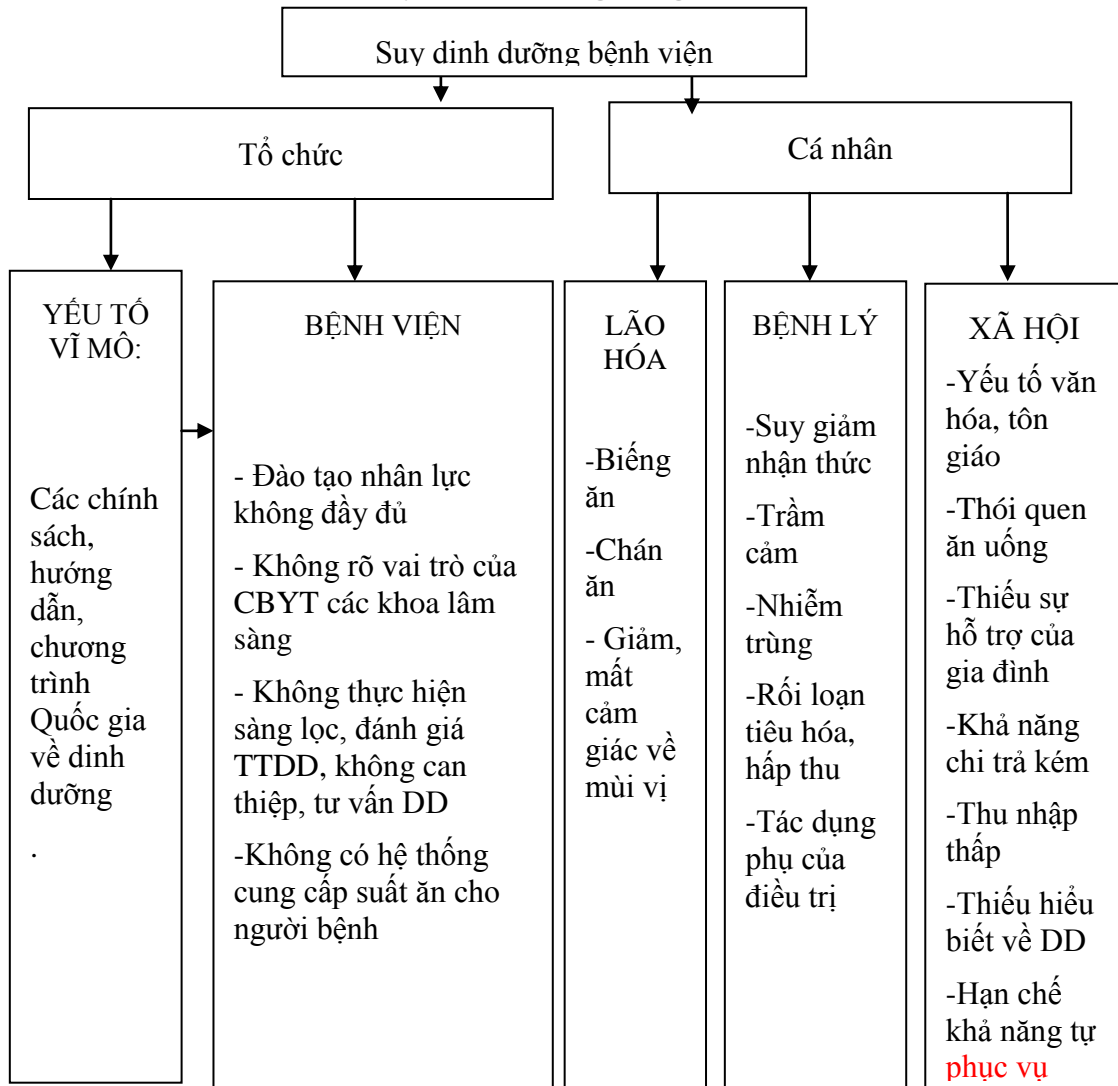 Suy dinh dưỡng bệnh viện
Tổ chức
Cá nhân
YẾU TỐ
VĨ MÔ:
Các chính
sách,
hướng
dẫn,
chương
trình
Quốc gia
về dinh
dưỡng
.
BỆNH VIỆN
- Đào tạo nhân lực
không đầy đủ
- Không rõ vai trò của
CBYT các khoa lâm
sàng
- Không thực hiện
sàng lọc, đánh giá
TTDD, không can
thiệp, tư vấn DD
-Không có hệ thống
cung cấp suất ăn cho
người bệnh
LÃO
HÓA
-Biếng
ăn
-Chán
ăn
- Giảm,
mất
cảm
giác về
mùi vị
BỆNH LÝ
-Suy giảm
nhận thức
-Trầm
cảm
-Nhiễm
trùng
-Rối loạn
tiêu hóa,
hấp thu
-Tác dụng
phụ của
điều trị
XÃ HỘI
-Yếu tố văn
hóa, tôn
giáo
-Thói quen
ăn uống
-Thiếu sự
hỗ trợ của
gia đình
-Khả năng
chi trả kém
-Thu nhập
thấp
-Thiếu hiểu
biết về DD
-Hạn chế
khả năng tự
phục vụ